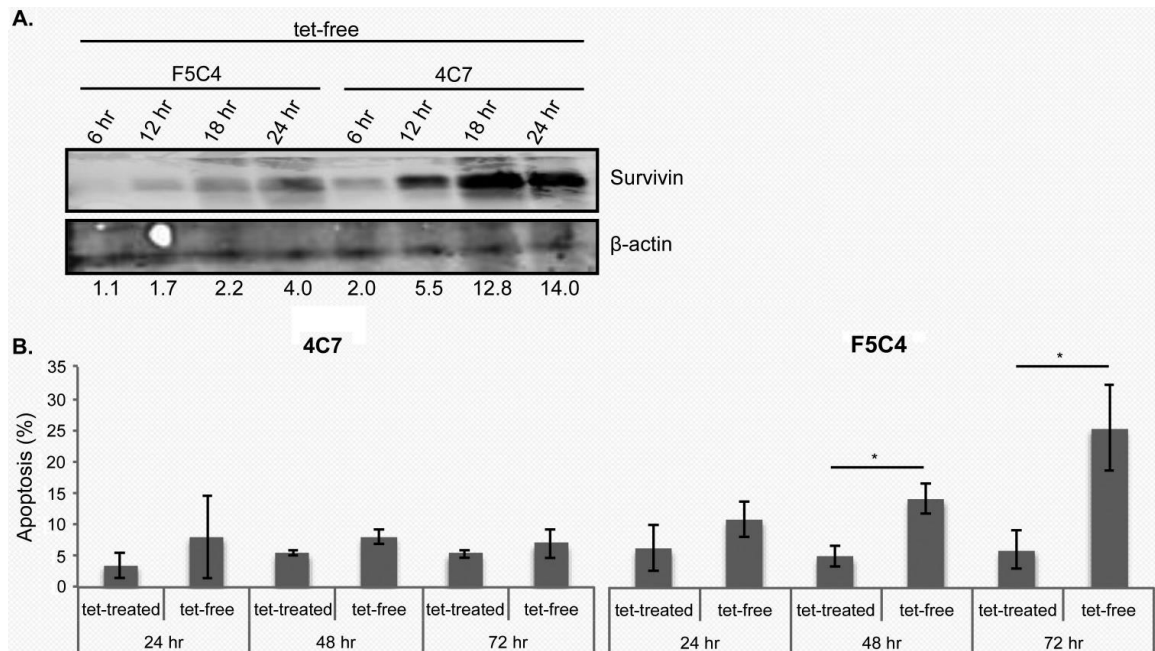 A.
tet-free
F5C4 4C7
6 hr 12 hr 18 hr 24 hr 6 hr 12 hr 18 hr 24 hr
Survivin
β-actin
1.1 1.7 2.2 4.0 2.0 5.5 12.8 14.0
B.
4C7
Apoptosis (%)
35
30
25
20
15
10
5
0
tet-treated tet-free tet-treated tet-free tet-treated tet-free
24 hr 48 hr 72 hr
F5C4
*
*
tet-treated tet-free tet-treated tet-free tet-treated tet-free
24 hr 48 hr 72 hr